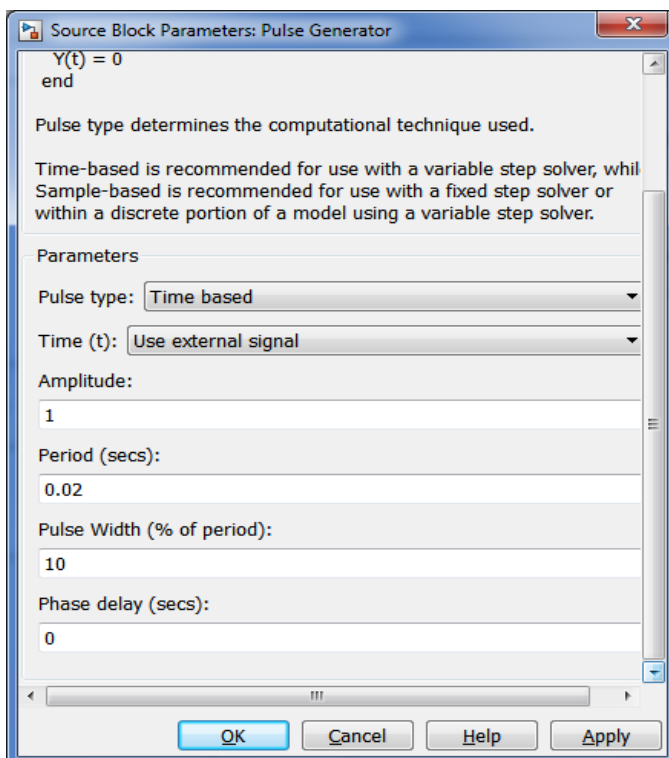 Source Block Parameters: Pulse Generator
Y(t) = 0
end
Pulse type determines the computational technique used.
Time-based is recommended for use with a variable step solver, whil
Sample-based is recommended for use with a fixed step solver or
within a discrete portion of a model using a variable step solver.
Parameters
Pulse type: Time based
Time (t): Use external signal
Amplitude:
1
Period (secs):
0.02
Pulse Width (% of period):
10
Phase delay (secs):
0
OK Cancel Help Apply